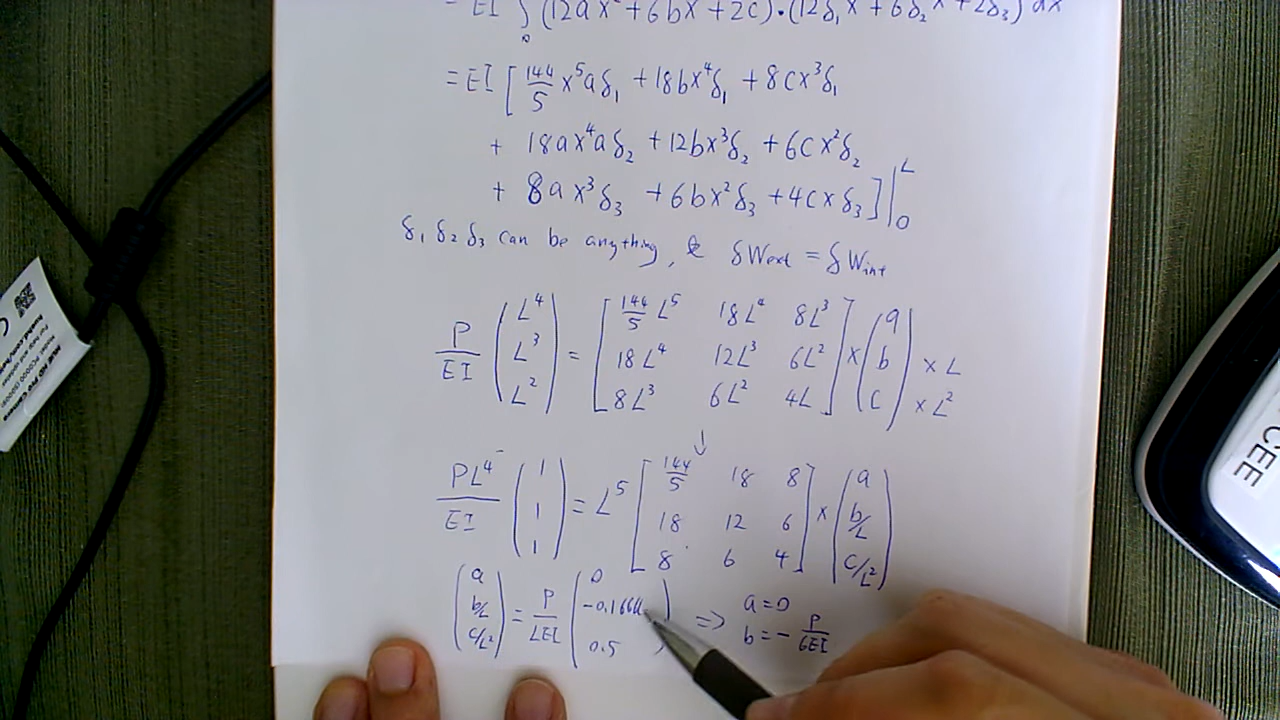 = EI ∫₀ (12ax² + 6bx + 2c)·(12δ₁x² + 6δ₂x + 2δ₃) dx
= EI [ 144/5 x⁵aδ₁ + 18bx⁴δ₁ + 8cx³δ₁
+ 18ax⁴aδ₂ + 12bx³δ₂ + 6cx²δ₂
+ 8ax³δ₃ + 6bx²δ₃ + 4cxδ₃ ] |₀ᴸ
δ₁ δ₂ δ₃ can be anything, & δWext = δWint
P/EI (L⁴ L³ L²) = [144/5 L⁵ 18L⁴ 8L³; 18L⁴ 12L³ 6L²; 8L³ 6L² 4L] × (a b c) × L × L²
↓
PL⁴/EI (1 1 1) = L⁵ [144/5 18 8; 18 12 6; 8 6 4] × (a b/L c/L²)
(a b/L c/L²) = P/LEI (0 -0.1666 0.5) => a = 0 b = - P/6EI
CEE